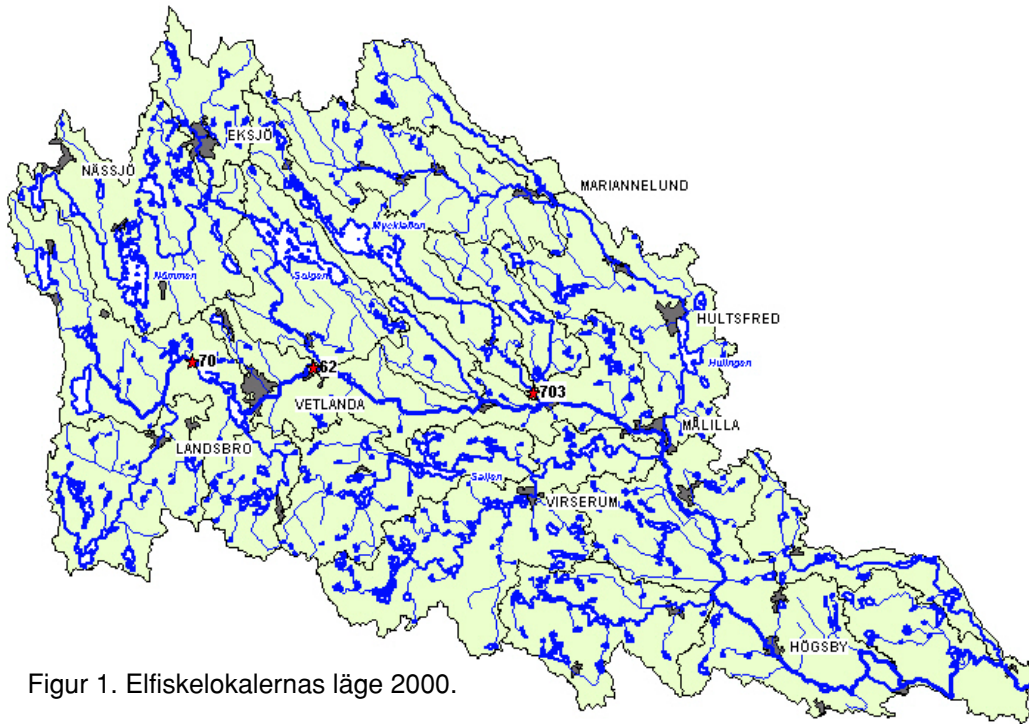 EKSJÖ
NÄSSJÖ
MARIANNELUND
Mycklaflon
Nömmen
Solgen
HULTSFRED
Hulingen
70
62
703
VETLANDA
MÅLILLA
LANDSBRO
Saljen
VIRSERUM
HÖGSBY
Figur 1. Elfiskelokalernas läge 2000.